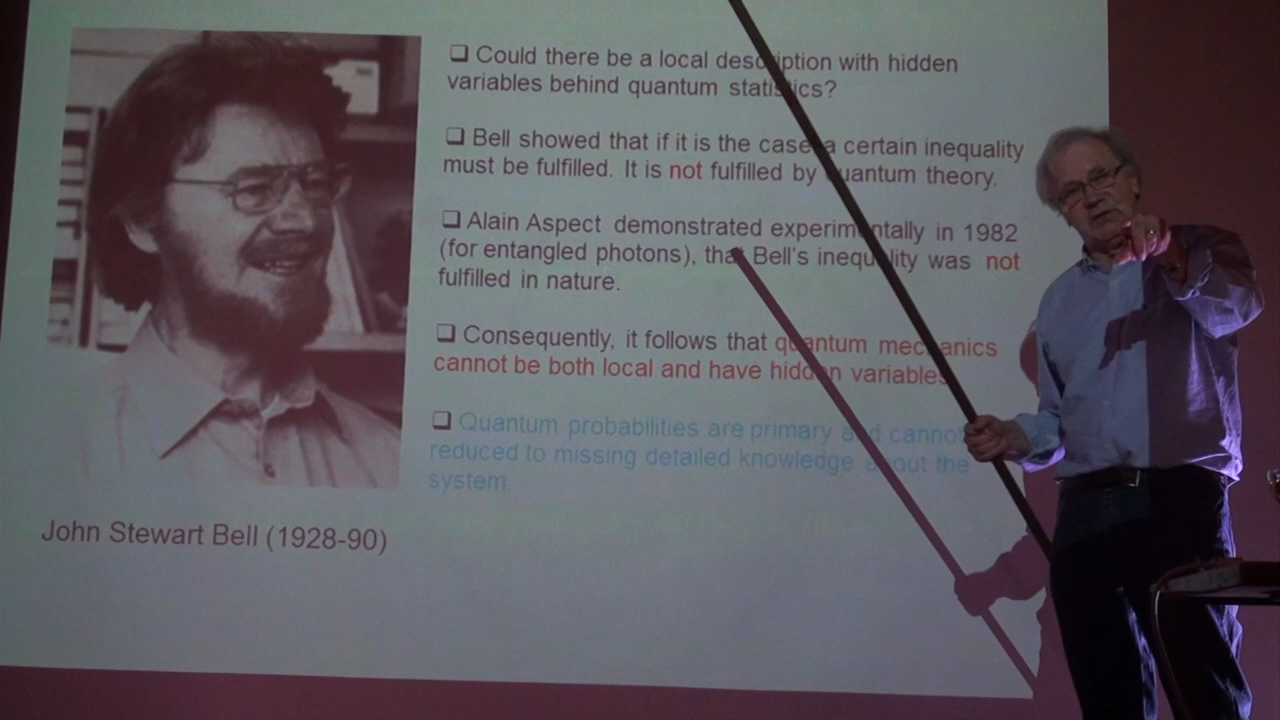 ❑ Could there be a local description with hidden
variables behind quantum statistics?
❑ Bell showed that if it is the case a certain inequality
must be fulfilled. It is not fulfilled by quantum theory.
❑ Alain Aspect demonstrated experimentally in 1982
(for entangled photons), that Bell's inequality was not
fulfilled in nature.
❑ Consequently, it follows that quantum mechanics
cannot be both local and have hidden variables
❑ Quantum probabilities are primary and cannot
reduced to missing detailed knowledge about the
system.
John Stewart Bell (1928-90)